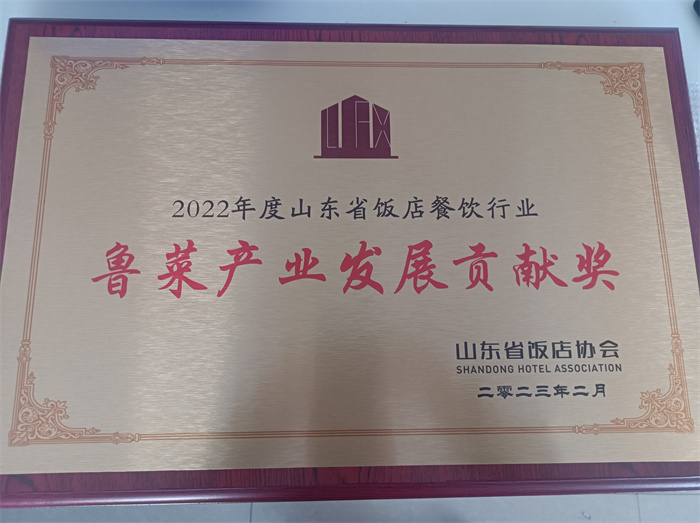 2022年度山东省饭店餐饮行业
鲁菜产业发展贡献奖
山东省饭店协会
SHANDONG HOTEL ASSOCIATION
二零二三年二月